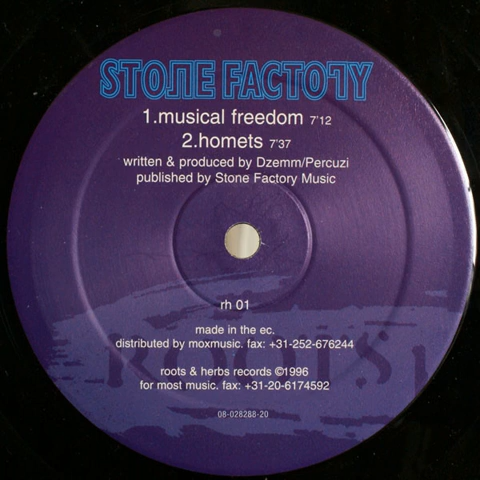 STONE FACTORY
1.musical freedom 7'12
2.homets 7'37
written & produced by Dzemm/Percuzi
published by Stone Factory Music
rh 01
made in the ec.
distributed by moxmusic. fax: +31-252-676244
ROOTS
roots & herbs records ©1996
for most music. fax: +31-20-6174592
08-028288-20